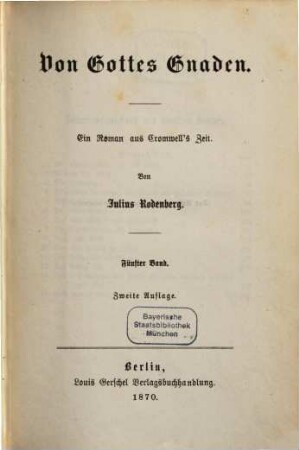 Von Gottes Gnaden.
Ein Roman aus Cromwell's Zeit.
Von
Julius Rodenberg.
Fünfter Band.
Zweite Auflage.
Bayerische
Staatsbibliothek
München
Berlin,
Louis Gerschel Verlagsbuchhandlung.
1870.